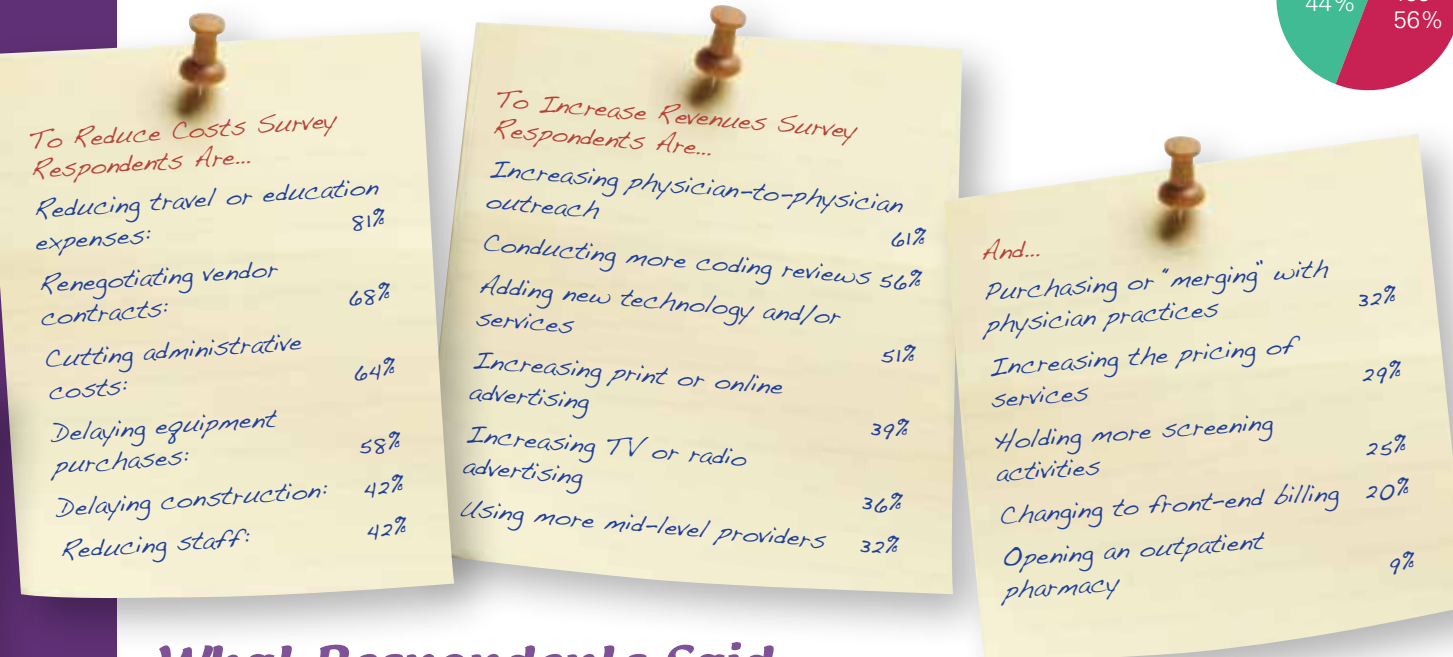 44%
56%
To Reduce Costs Survey
Respondents Are...
Reducing travel or education
expenses: 81%
Renegotiating vendor
contracts: 68%
Cutting administrative
costs: 64%
Delaying equipment
purchases: 58%
Delaying construction: 42%
Reducing staff: 42%
To Increase Revenues Survey
Respondents Are...
Increasing physician-to-physician
outreach 61%
Conducting more coding reviews 56%
Adding new technology and/or
services 51%
Increasing print or online
advertising 39%
Increasing TV or radio
advertising 36%
Using more mid-level providers 32%
And...
Purchasing or "merging" with
physician practices 32%
Increasing the pricing of
services 29%
Holding more screening
activities 25%
Changing to front-end billing 20%
Opening an outpatient
pharmacy 9%
What Respondents Said